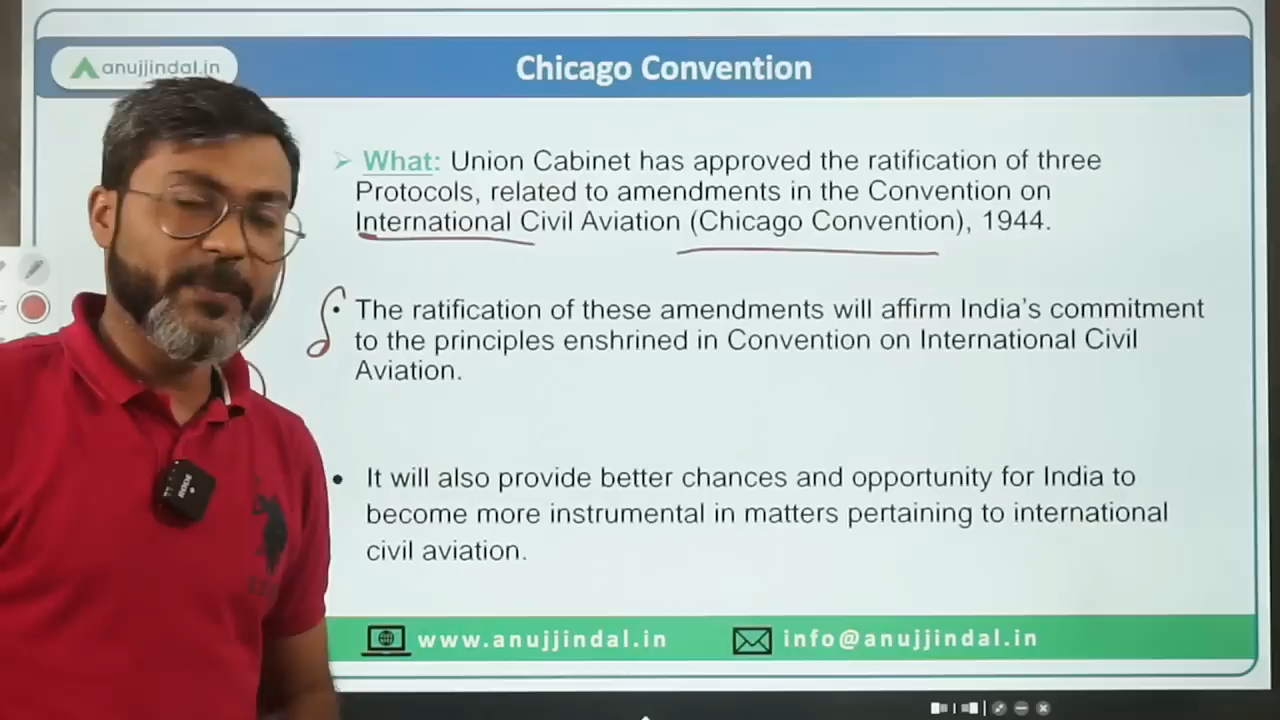 anujjindal.in
Chicago Convention
What: Union Cabinet has approved the ratification of three
Protocols, related to amendments in the Convention on
International Civil Aviation (Chicago Convention), 1944.
The ratification of these amendments will affirm India's commitment
to the principles enshrined in Convention on International Civil
Aviation.
It will also provide better chances and opportunity for India to
become more instrumental in matters pertaining to international
civil aviation.
www.anujjindal.in
info@anujjindal.in